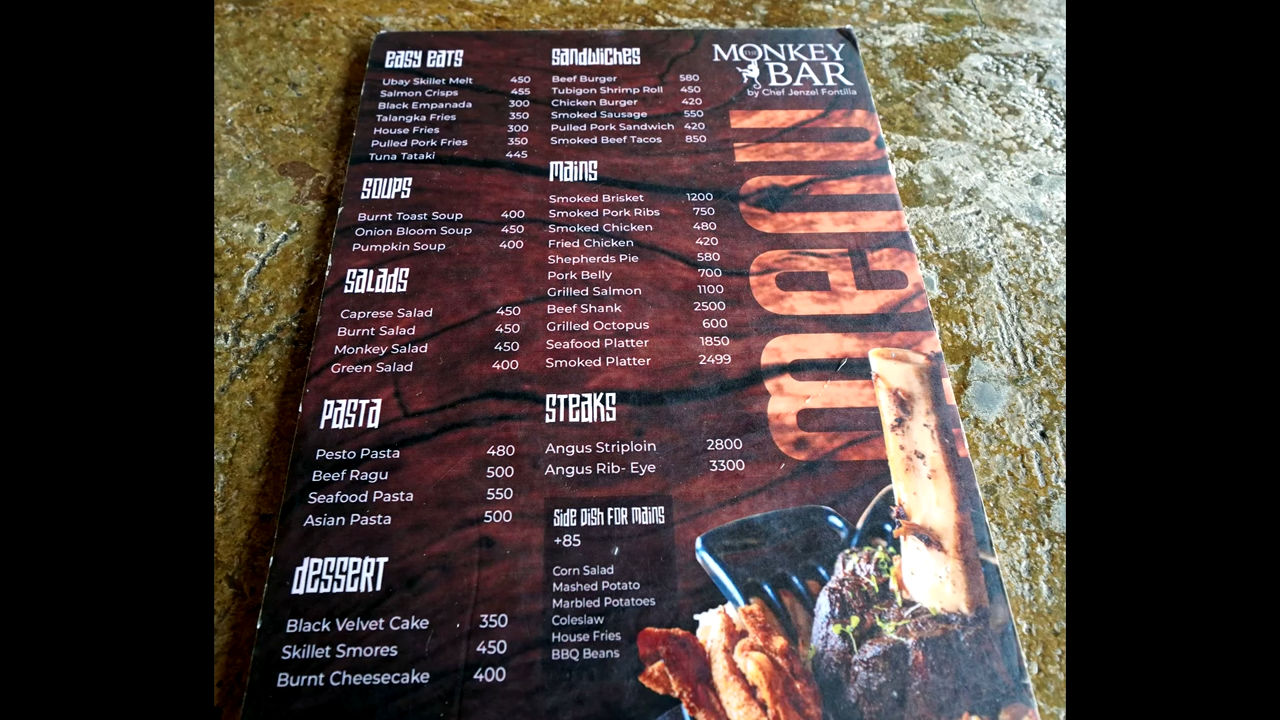 EASY EATS
Ubay Skillet Melt 450
Salmon Crisps 455
Black Empanada 300
Talangka Fries 350
House Fries 300
Pulled Pork Fries 350
Tuna Tataki 445
SOUPS
Burnt Toast Soup 400
Onion Bloom Soup 450
Pumpkin Soup 400
SALADS
Caprese Salad 450
Burnt Salad 450
Monkey Salad 450
Green Salad 400
PASTA
Pesto Pasta 480
Beef Ragu 500
Seafood Pasta 550
Asian Pasta 500
DESSERT
Black Velvet Cake 350
Skillet Smores 450
Burnt Cheesecake 400
SANDWICHES
Beef Burger 580
Tubigon Shrimp Roll 450
Chicken Burger 420
Smoked Sausage 550
Pulled Pork Sandwich 420
Smoked Beef Tacos 850
MAINS
Smoked Brisket 1200
Smoked Pork Ribs 750
Smoked Chicken 480
Fried Chicken 420
Shepherds Pie 580
Pork Belly 700
Grilled Salmon 1100
Beef Shank 2500
Grilled Octopus 600
Seafood Platter 1850
Smoked Platter 2499
STEAKS
Angus Striploin 2800
Angus Rib- Eye 3300
SIDE DISH FOR MAINS
+85
Corn Salad
Mashed Potato
Marbled Potatoes
Coleslaw
House Fries
BBQ Beans
THE MONKEY
BAR
by Chef Jenzel Fontilla
menu